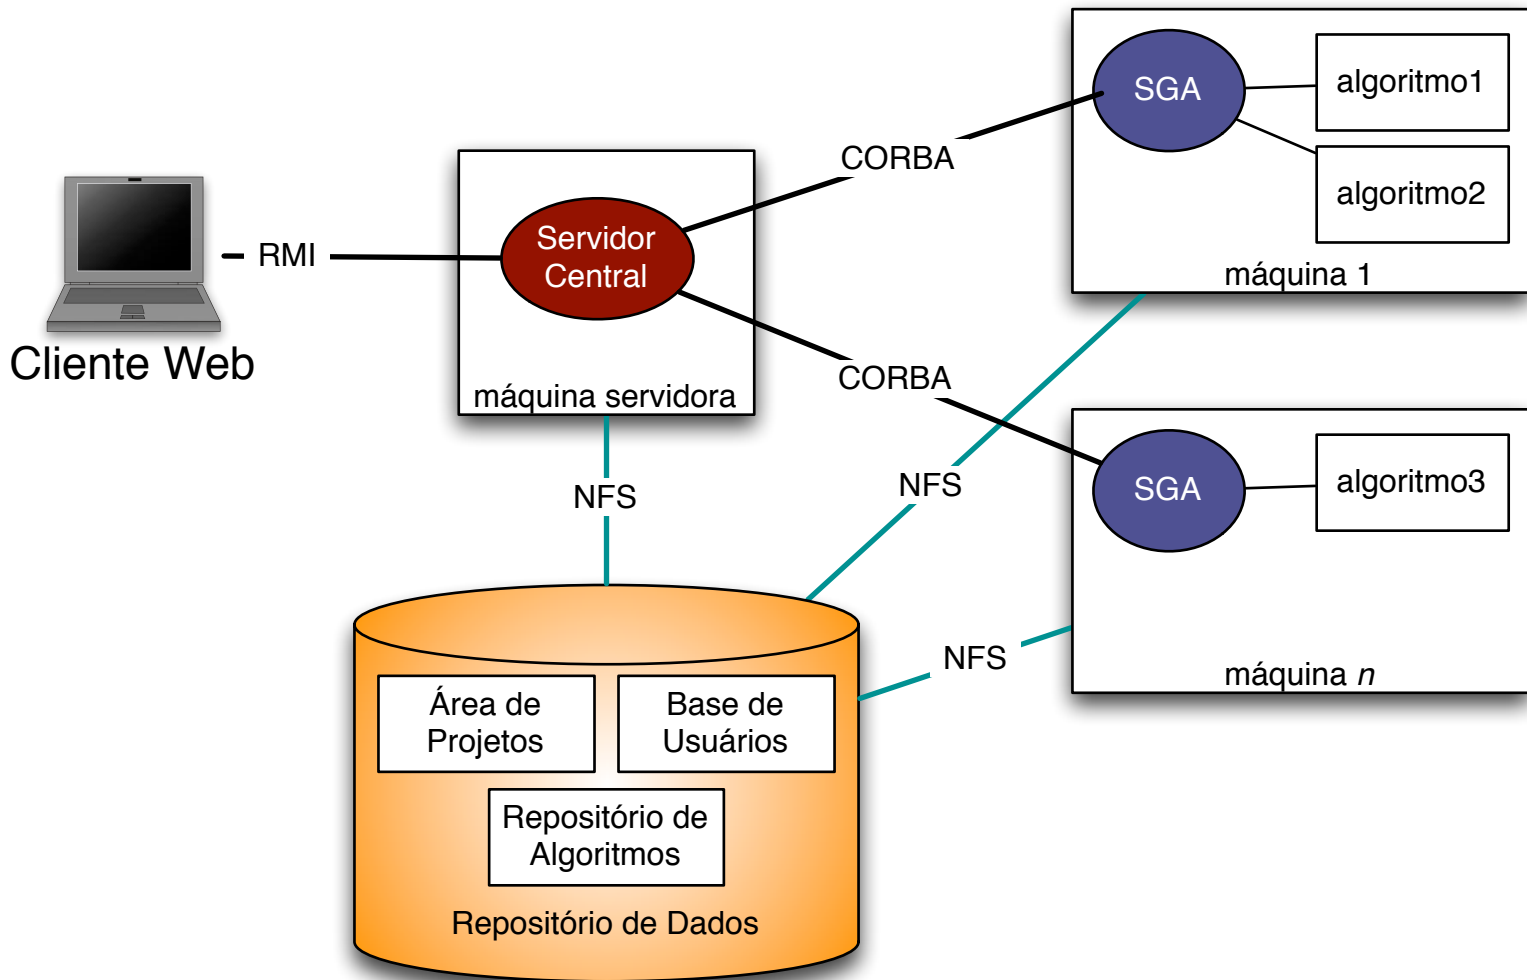 SGA
algoritmo1
algoritmo2
máquina 1
CORBA
Servidor
Central
máquina servidora
RMI
Cliente Web
CORBA
SGA
algoritmo3
máquina n
NFS
NFS
NFS
Área de
Projetos
Base de
Usuários
Repositório de
Algoritmos
Repositório de Dados